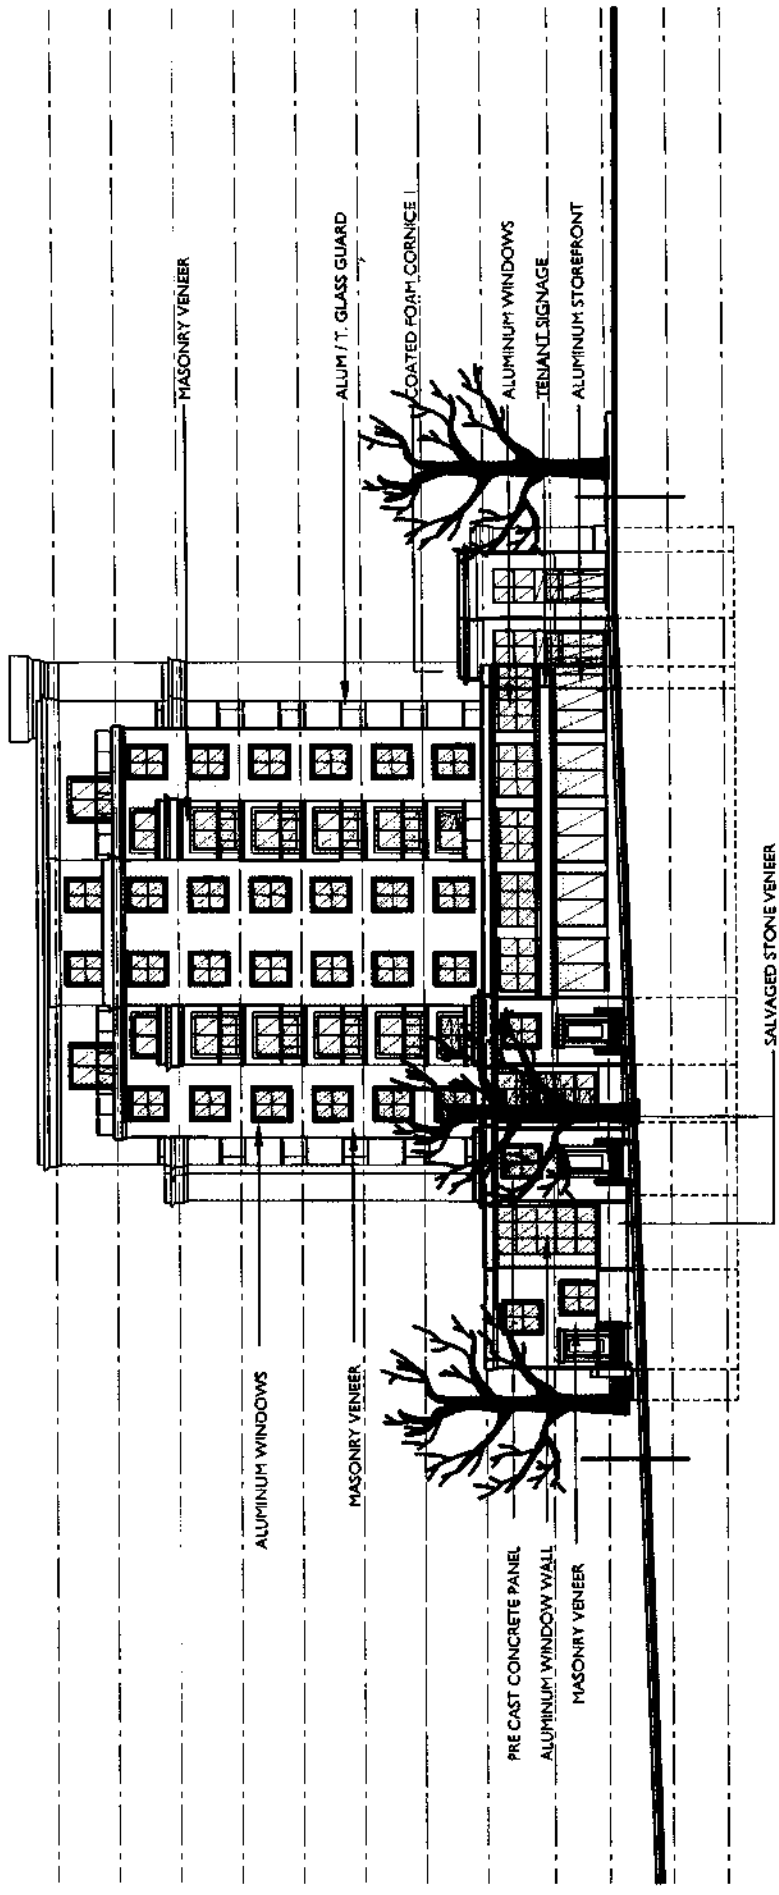 MASONRY VENEER
ALUM / T. GLASS GUARD
COATED FOAM CORNICE
ALUMINUM WINDOWS
TENANT SIGNAGE
ALUMINUM STOREFRONT
ALUMINUM WINDOWS
MASONRY VENEER
PRE CAST CONCRETE PANEL
ALUMINUM WINDOW WALL
MASONRY VENEER
SALVAGED STONE VENEER